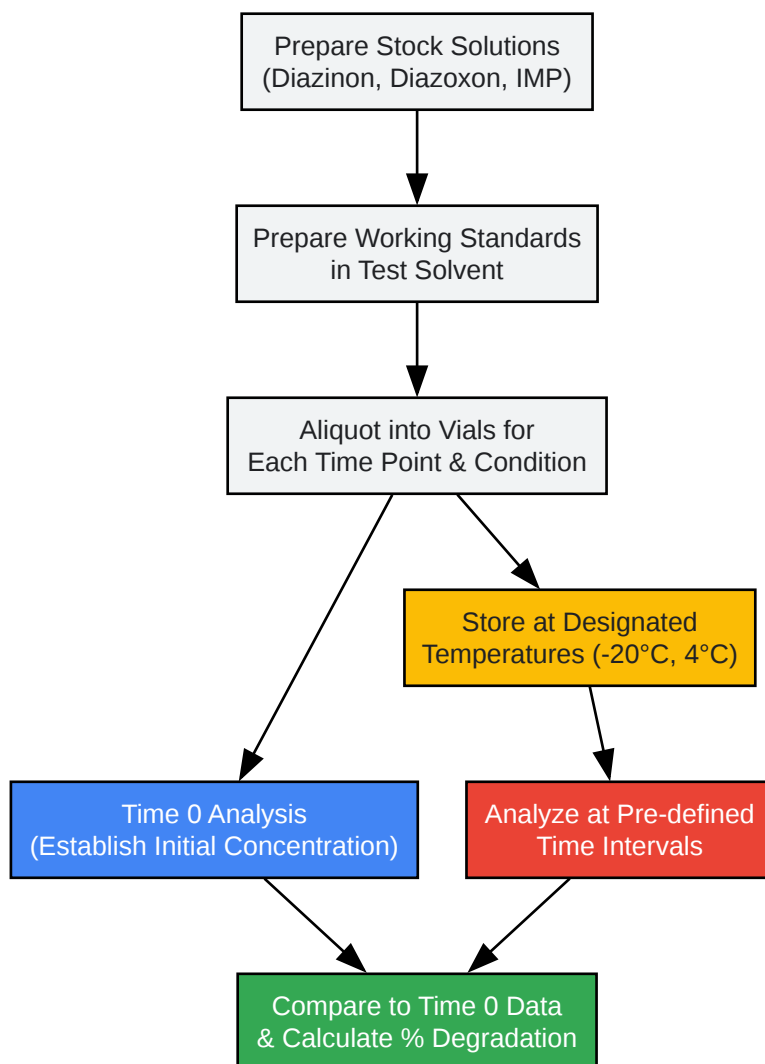 Prepare Stock Solutions
(Diazinon, Diazoxon, IMP)
Prepare Working Standards
in Test Solvent
Aliquot into Vials for
Each Time Point & Condition
Store at Designated
Temperatures (-20°C, 4°C)
Time 0 Analysis
(Establish Initial Concentration)
Analyze at Pre-defined
Time Intervals
Compare to Time 0 Data
& Calculate % Degradation